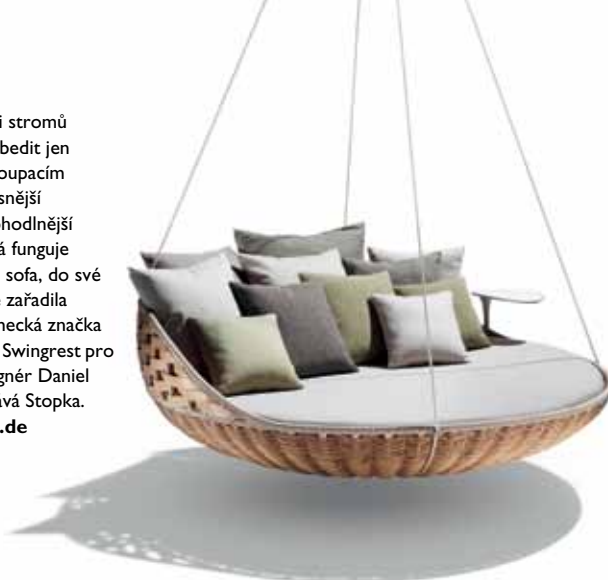 i stromů
bedit jen
oupacím
snější
hodlnější
á funguje
sofa, do své
e zařadila
necká značka
Swingrest pro
gnér Daniel
avá Stopka.
.de